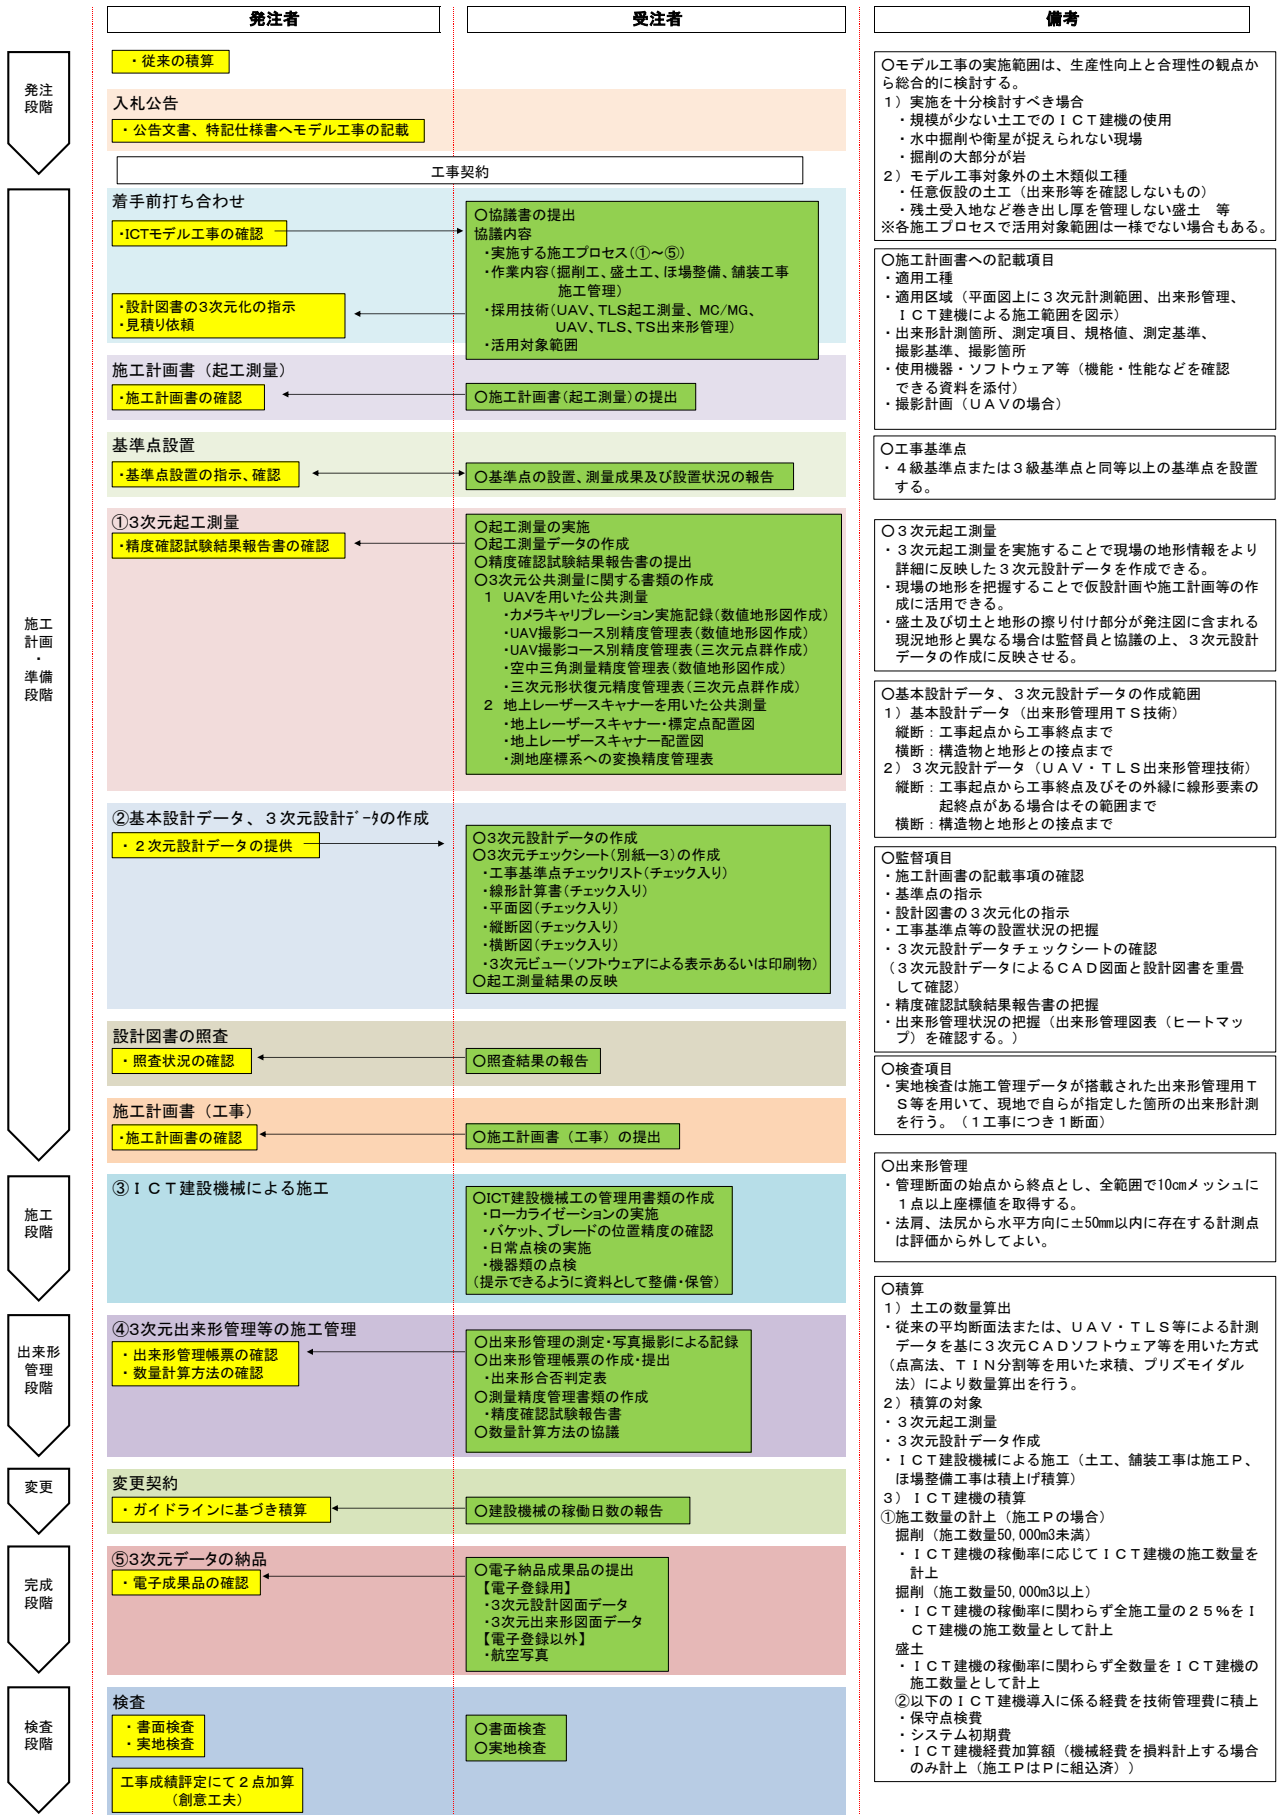 発注者
受注者
備考
発注
段階
・従来の積算
入札公告
・公告文書、特記仕様書へモデル工事の記載
工事契約
施工
計画
・
準備
段階
着手前打ち合わせ
・ICTモデル工事の確認
・設計図書の3次元化の指示
・見積り依頼
〇協議書の提出
協議内容
・実施する施工プロセス(①～⑤)
・作業内容(掘削工、盛土工、ほ場整備、舗装工事
施工管理)
・採用技術(UAV、TLS起工測量、MC/MG、
UAV、TLS、TS出来形管理)
・活用対象範囲
施工計画書（起工測量）
・施工計画書の確認
〇施工計画書(起工測量)の提出
基準点設置
・基準点設置の指示、確認
〇基準点の設置、測量成果及び設置状況の報告
①3次元起工測量
・精度確認試験結果報告書の確認
〇起工測量の実施
〇起工測量データの作成
〇精度確認試験結果報告書の提出
〇3次元公共測量に関する書類の作成
1 UAVを用いた公共測量
・カメラキャリブレーション実施記録(数値地形図作成)
・UAV撮影コース別精度管理表(数値地形図作成)
・UAV撮影コース別精度管理表(三次元点群作成)
・空中三角測量精度管理表(数値地形図作成)
・三次元形状復元精度管理表(三次元点群作成)
2 地上レーザースキャナーを用いた公共測量
・地上レーザースキャナー・標定点配置図
・地上レーザースキャナー配置図
・測地座標系への変換精度管理表
②基本設計データ、３次元設計ﾃﾞｰﾀの作成
・２次元設計データの提供
〇3次元設計データの作成
〇3次元チェックシート(別紙－3)の作成
・工事基準点チェックリスト(チェック入り)
・線形計算書(チェック入り)
・平面図(チェック入り)
・縦断図(チェック入り)
・横断図(チェック入り)
・3次元ビュー(ソフトウェアによる表示あるいは印刷物)
〇起工測量結果の反映
設計図書の照査
・照査状況の確認
〇照査結果の報告
施工計画書（工事）
・施工計画書の確認
〇施工計画書（工事）の提出
施工
段階
③ＩＣＴ建設機械による施工
〇ICT建設機械工の管理用書類の作成
・ローカライゼーションの実施
・バケット、ブレードの位置精度の確認
・日常点検の実施
・機器類の点検
(提示できるように資料として整備・保管)
出来形
管理
段階
④3次元出来形管理等の施工管理
・出来形管理帳票の確認
・数量計算方法の確認
〇出来形管理の測定・写真撮影による記録
〇出来形管理帳票の作成・提出
・出来形合否判定表
〇測量精度管理書類の作成
・精度確認試験報告書
〇数量計算方法の協議
変更
変更契約
・ガイドラインに基づき積算
〇建設機械の稼働日数の報告
完成
段階
⑤3次元データの納品
・電子成果品の確認
〇電子納品成果品の提出
【電子登録用】
・3次元設計図面データ
・3次元出来形図面データ
【電子登録以外】
・航空写真
検査
段階
検査
・書面検査
・実地検査
〇書面検査
〇実地検査
工事成績評定にて２点加算
（創意工夫）
〇モデル工事の実施範囲は、生産性向上と合理性の観点か
ら総合的に検討する。
１）実施を十分検討すべき場合
・規模が少ない土工でのＩＣＴ建機の使用
・水中掘削や衛星が捉えられない現場
・掘削の大部分が岩
２）モデル工事対象外の土木類似工種
・任意仮設の土工（出来形等を確認しないもの）
・残土受入地など巻き出し厚を管理しない盛土　等
※各施工プロセスで活用対象範囲は一様でない場合もある。
〇施工計画書への記載項目
・適用工種
・適用区域（平面図上に３次元計測範囲、出来形管理、
ＩＣＴ建機による施工範囲を図示）
・出来形計測箇所、測定項目、規格値、測定基準、
撮影基準、撮影箇所
・使用機器・ソフトウェア等（機能・性能などを確認
できる資料を添付）
・撮影計画（ＵＡＶの場合）
〇工事基準点
・４級基準点または３級基準点と同等以上の基準点を設置
する。
〇３次元起工測量
・３次元起工測量を実施することで現場の地形情報をより
詳細に反映した３次元設計データを作成できる。
・現場の地形を把握することで仮設計画や施工計画等の作
成に活用できる。
・盛土及び切土と地形の擦り付け部分が発注図に含まれる
現況地形と異なる場合は監督員と協議の上、３次元設計
データの作成に反映させる。
〇基本設計データ、３次元設計データの作成範囲
１）基本設計データ（出来形管理用ＴＳ技術）
縦断：工事起点から工事終点まで
横断：構造物と地形との接点まで
２）３次元設計データ（ＵＡＶ・ＴＬＳ出来形管理技術）
縦断：工事起点から工事終点及びその外縁に線形要素の
起終点がある場合はその範囲まで
横断：構造物と地形との接点まで
〇監督項目
・施工計画書の記載事項の確認
・基準点の指示
・設計図書の３次元化の指示
・工事基準点等の設置状況の把握
・３次元設計データチェックシートの確認
（３次元設計データによるＣＡＤ図面と設計図書を重畳
して確認）
・精度確認試験結果報告書の把握
・出来形管理状況の把握（出来形管理図表（ヒートマッ
プ）を確認する。）
〇検査項目
・実地検査は施工管理データが搭載された出来形管理用Ｔ
Ｓ等を用いて、現地で自らが指定した箇所の出来形計測
を行う。（１工事につき１断面）
〇出来形管理
・管理断面の始点から終点とし、全範囲で10㎝メッシュに
１点以上座標値を取得する。
・法肩、法尻から水平方向に±50㎜以内に存在する計測点
は評価から外してよい。
〇積算
１）土工の数量算出
・従来の平均断面法または、ＵＡＶ・ＴＬＳ等による計測
データを基に３次元ＣＡＤソフトウェア等を用いた方式
（点高法、ＴＩＮ分割等を用いた求積、プリズモイダル
法）により数量算出を行う。
２）積算の対象
・３次元起工測量
・３次元設計データ作成
・ＩＣＴ建設機械による施工（土工、舗装工事は施工Ｐ、
ほ場整備工事は積上げ積算）
３）ＩＣＴ建機の積算
①施工数量の計上（施工Ｐの場合）
掘削（施工数量50,000m3未満）
・ＩＣＴ建機の稼働率に応じてＩＣＴ建機の施工数量を
計上
掘削（施工数量50,000m3以上）
・ＩＣＴ建機の稼働率に関わらず全施工量の２５％をＩ
ＣＴ建機の施工数量として計上
盛土
・ＩＣＴ建機の稼働率に関わらず全数量をＩＣＴ建機の
施工数量として計上
②以下のＩＣＴ建機導入に係る経費を技術管理費に積上
・保守点検費
・システム初期費
・ＩＣＴ建機経費加算額（機械経費を損料計上する場合
のみ計上（施工ＰはＰに組込済））